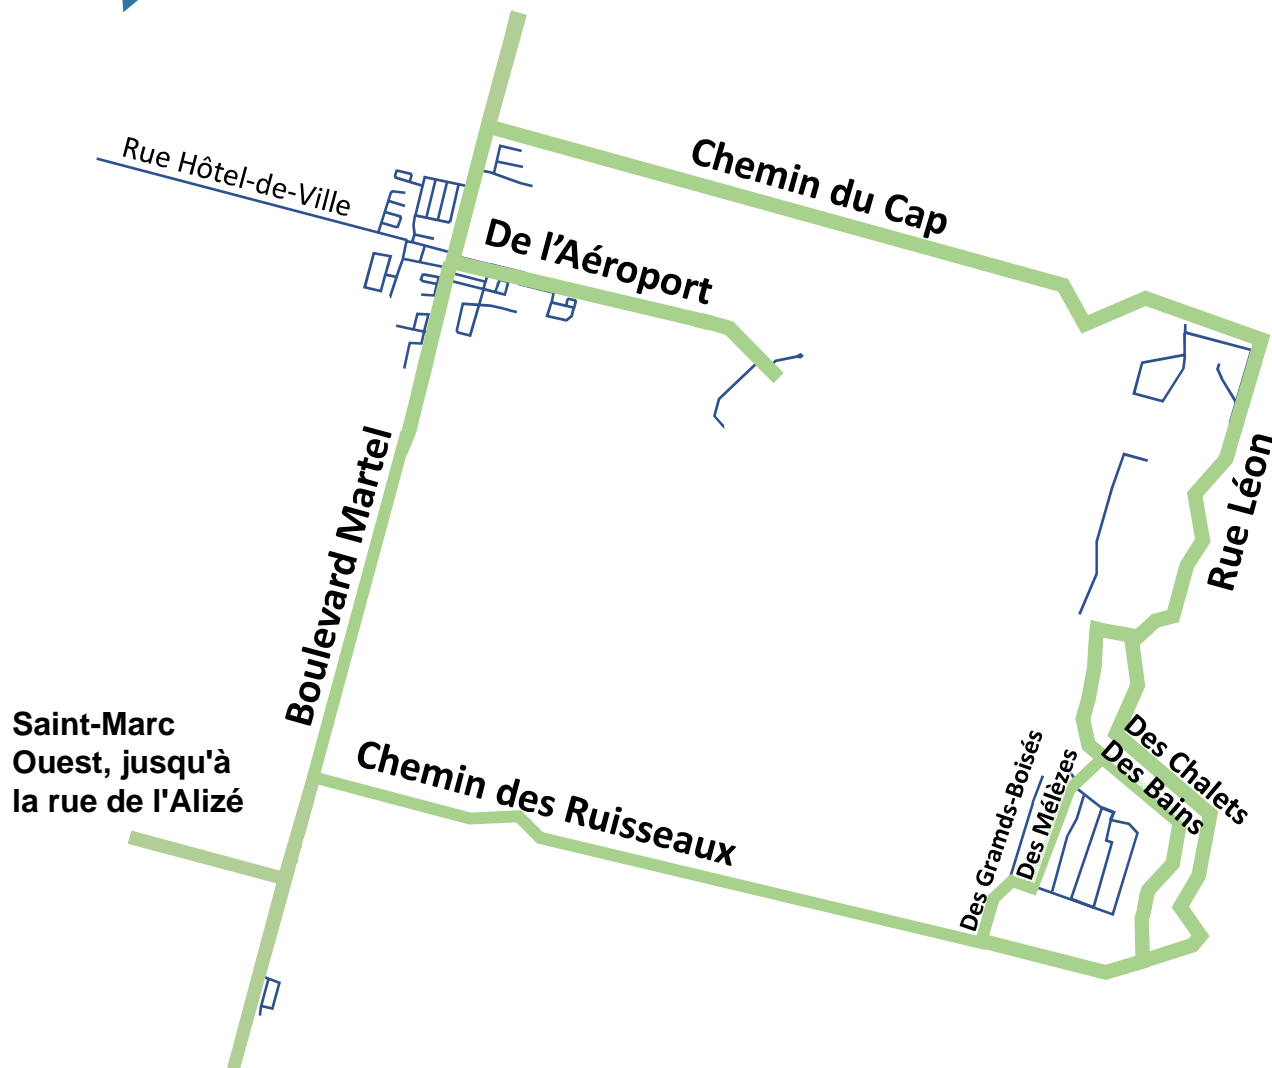 Rue Hôtel-de-Ville
Chemin du Cap
De l’Aéroport
Rue Léon
Boulevard Martel
Saint-Marc
Ouest, jusqu'à
la rue de l'Alizé
Chemin des Ruisseaux
Des Gramds-Boisés
Des Mélèzes
Des Bains
Des Chalets